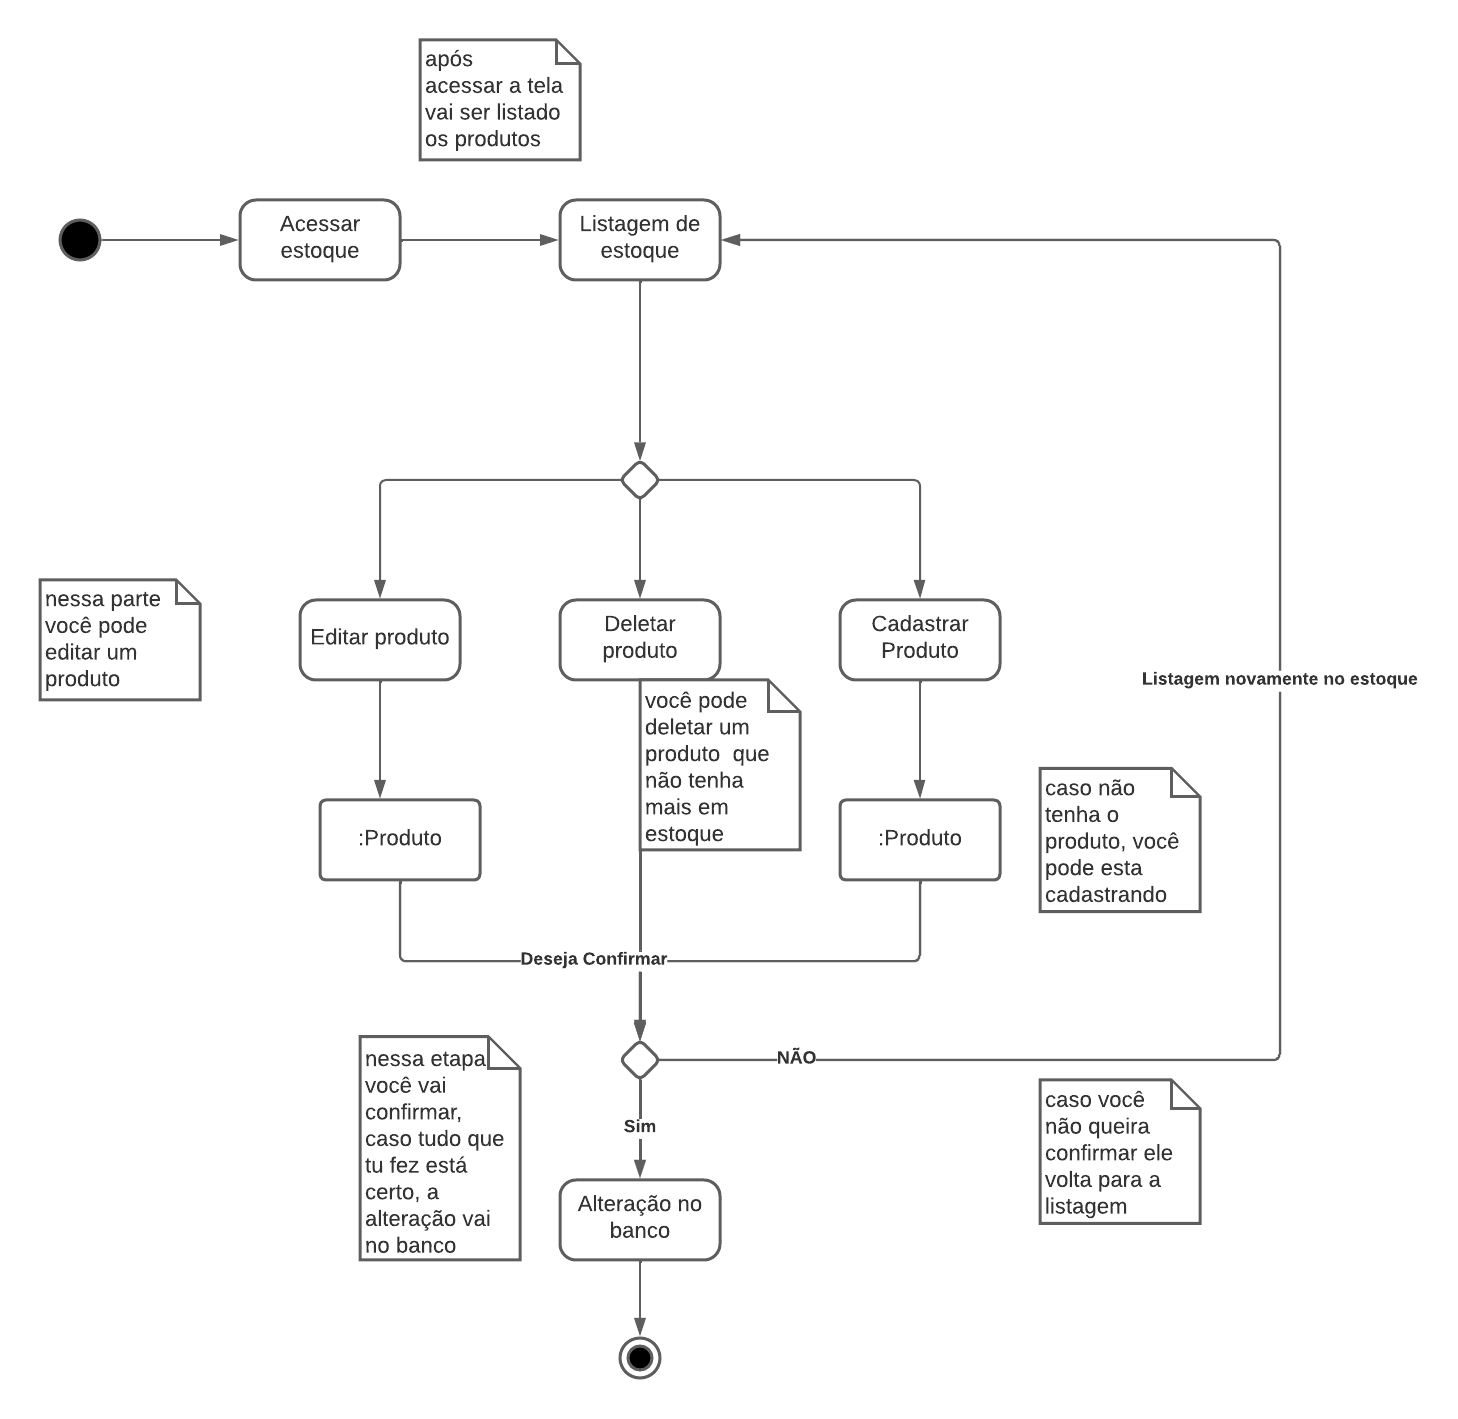 após
acessar a tela
vai ser listado
os produtos
Acessar
estoque
Listagem de
estoque
nessa parte
você pode
editar um
produto
Editar produto
Deletar
produto
Cadastrar
Produto
Listagem novamente no estoque
você pode
deletar um
produto  que
não tenha
mais em
estoque
:Produto
:Produto
caso não
tenha o
produto, você
pode esta
cadastrando
Deseja Confirmar
nessa etapa
você vai
confirmar,
caso tudo que
tu fez está
certo, a
alteração vai
no banco
NÃO
Sim
caso você
não queira
confirmar ele
volta para a
listagem
Alteração no
banco